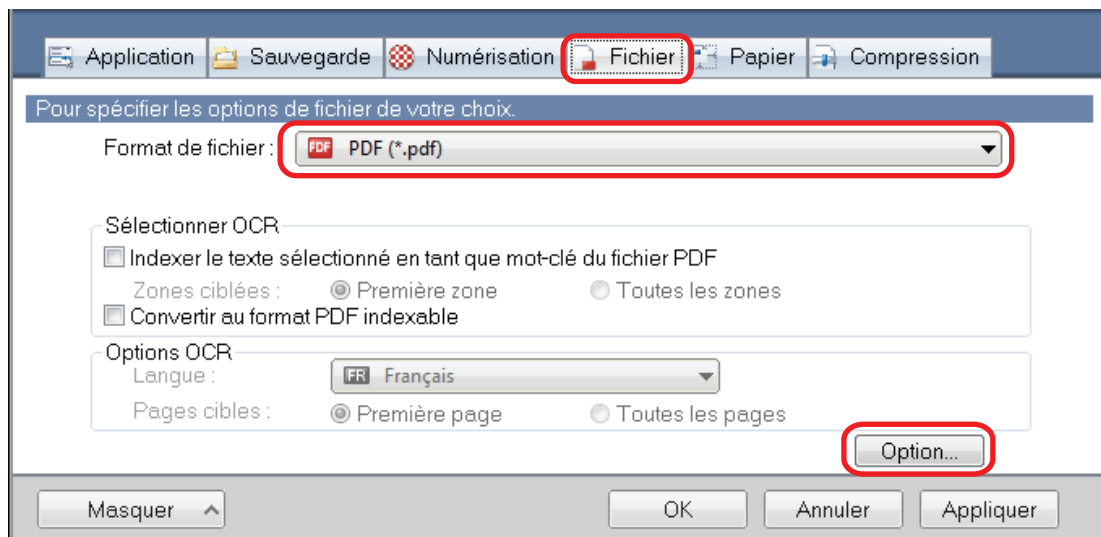 Application Sauvegarde Numérisation Fichier Papier Compression
Pour spécifier les options de fichier de votre choix.
Format de fichier : PDF PDF (*.pdf)
Sélectionner OCR
Indexer le texte sélectionné en tant que mot-clé du fichier PDF
Zones ciblées : Première zone Toutes les zones
Convertir au format PDF indexable
Options OCR
Langue : FR Français
Pages cibles : Première page Toutes les pages
Option...
Masquer OK Annuler Appliquer